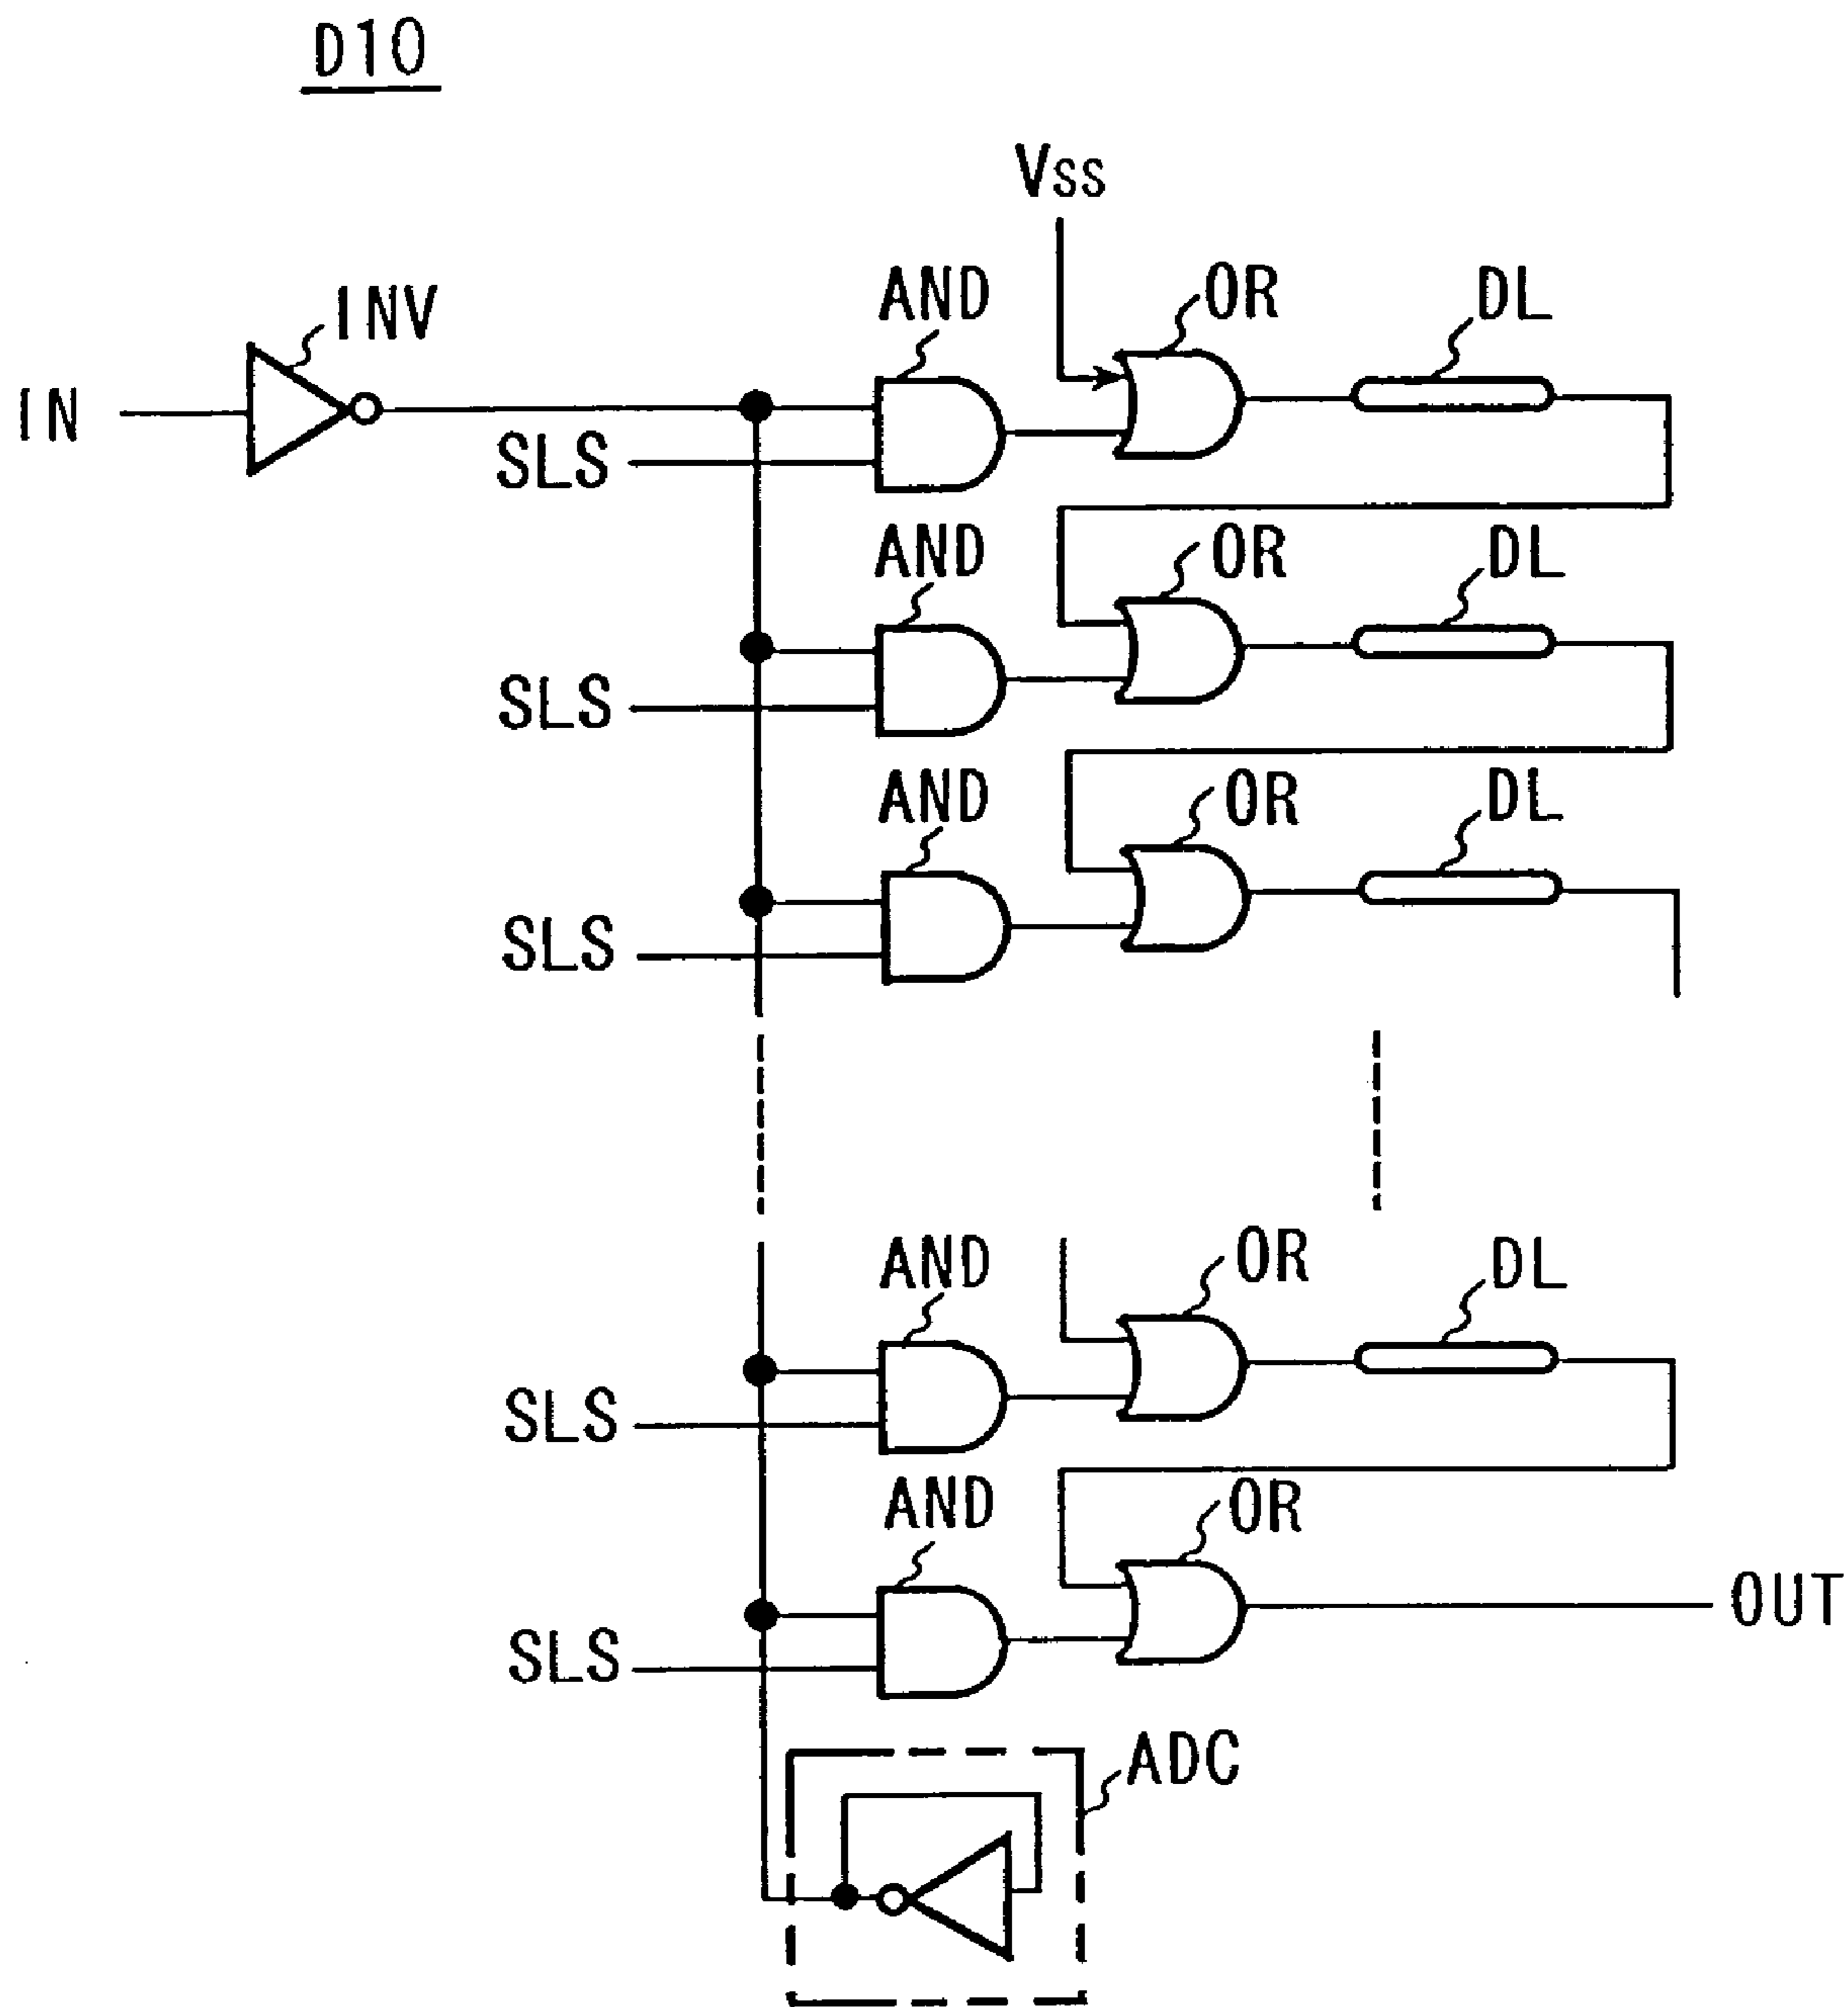 D10
Vss
INV
AND
OR
DL
IN
SLS
AND
OR
DL
SLS
AND
OR
DL
SLS
AND
OR
DL
SLS
AND
OR
OUT
SLS
ADC